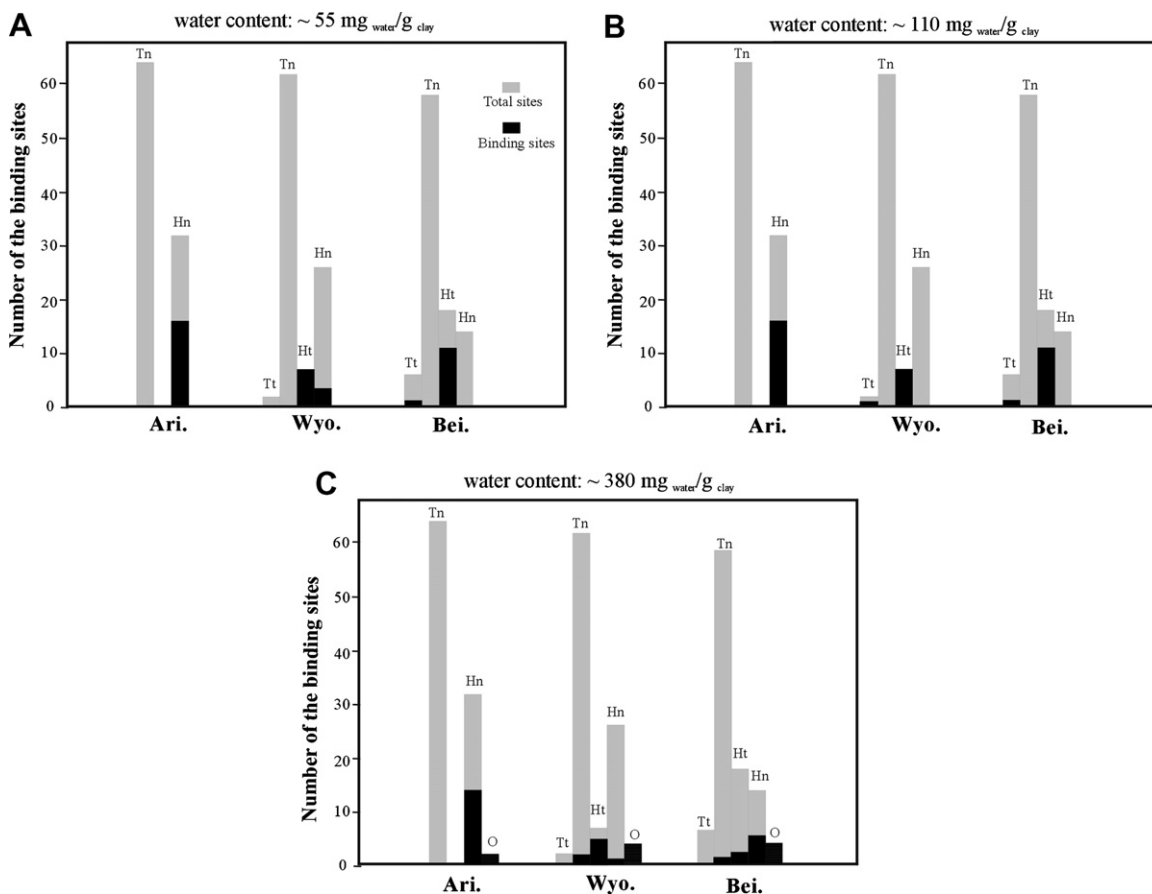 A
water content: ~ 55 mg water/g clay
Number of the binding sites
60
50
40
30
20
10
0
Tn
Hn
Tt
Tn
Ht
Hn
Tt
Tn
Ht
Hn
Total sites
Binding sites
Ari.
Wyo.
Bei.
B
water content: ~ 110 mg water/g clay
Number of the binding sites
60
50
40
30
20
10
0
Tn
Hn
Tt
Tn
Ht
Hn
Tt
Tn
Ht
Hn
Ari.
Wyo.
Bei.
C
water content: ~ 380 mg water/g clay
Number of the binding sites
60
50
40
30
20
10
0
Tn
Hn
O
Tt
Tn
Ht
Hn
O
Tt
Tn
Ht
Hn
O
Ari.
Wyo.
Bei.